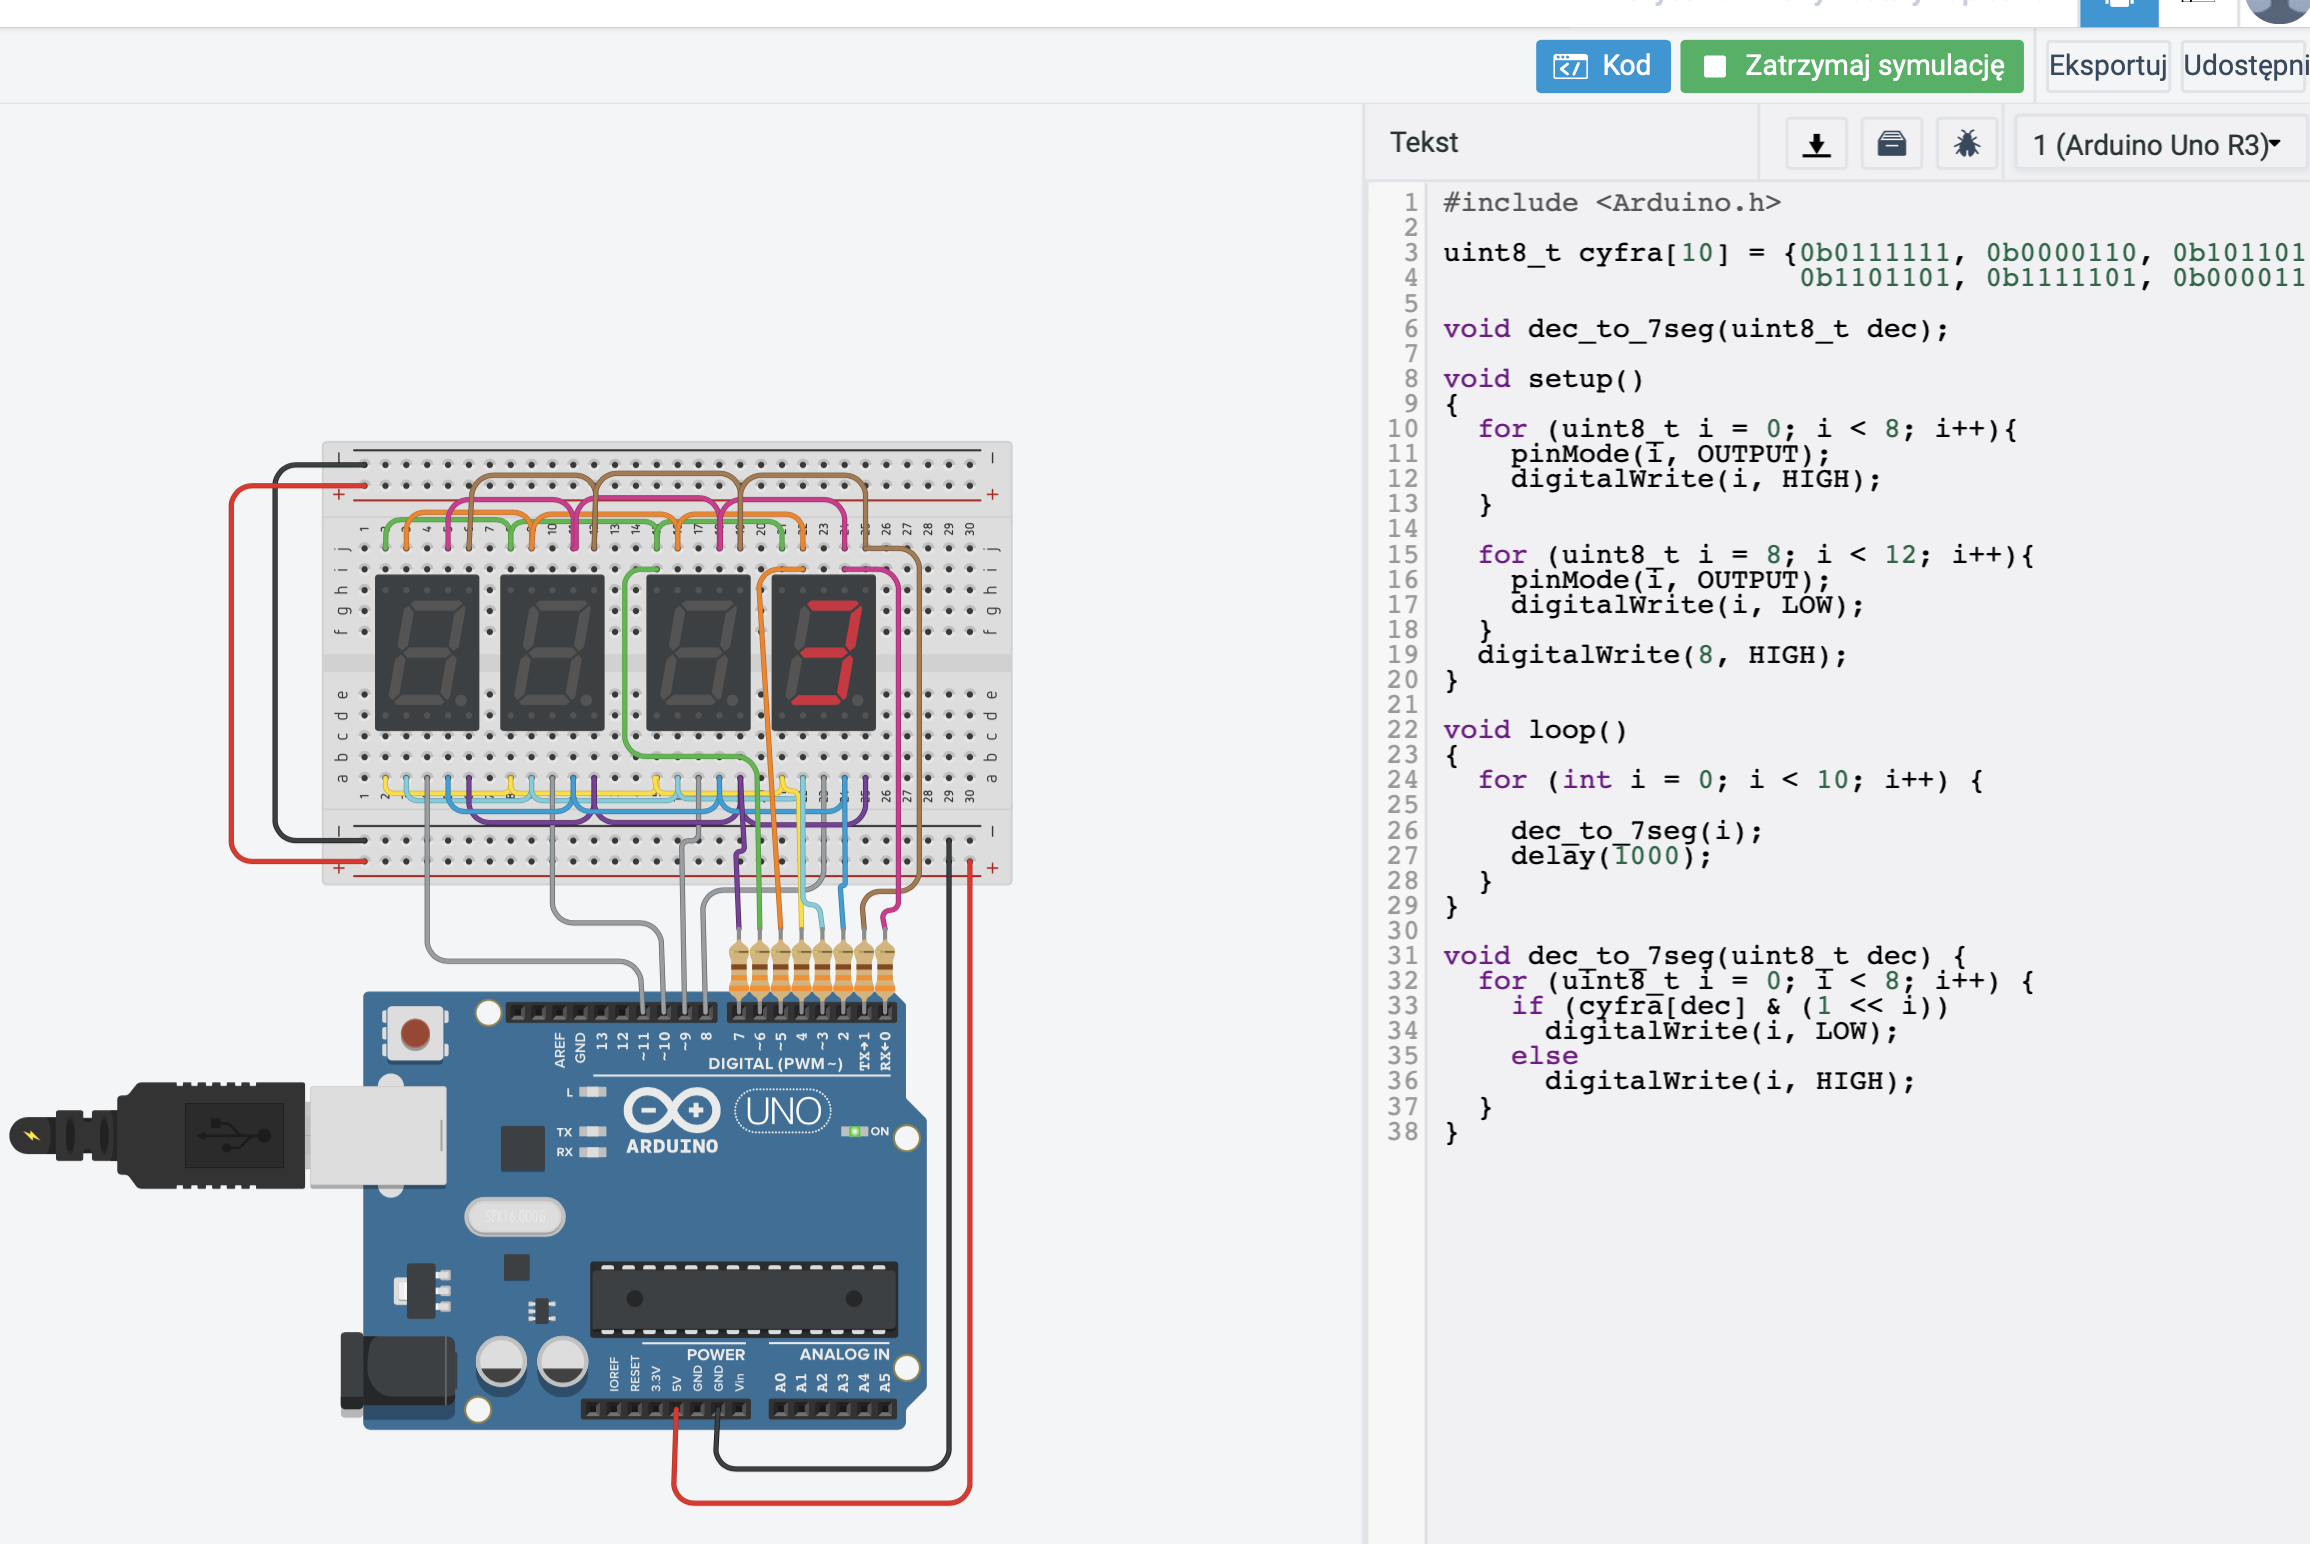 Kod
Zatrzymaj symulację
Eksportuj
Udostępni
Tekst
1 (Arduino Uno R3)
1 #include <Arduino.h>
2
3 uint8_t cyfra[10] = {0b0111111, 0b0000110, 0b101101
4 0b1101101, 0b1111101, 0b000011
5
6 void dec_to_7seg(uint8_t dec);
7
8 void setup()
9 {
10 for (uint8_t i = 0; i < 8; i++){
11 pinMode(i, OUTPUT);
12 digitalWrite(i, HIGH);
13 }
14
15 for (uint8_t i = 8; i < 12; i++){
16 pinMode(i, OUTPUT);
17 digitalWrite(i, LOW);
18 }
19 digitalWrite(8, HIGH);
20 }
21
22 void loop()
23 {
24 for (int i = 0; i < 10; i++) {
25
26 dec_to_7seg(i);
27 delay(1000);
28 }
29 }
30
31 void dec_to_7seg(uint8_t dec) {
32 for (uint8_t i = 0; i < 8; i++) {
33 if (cyfra[dec] & (1 << i))
34 digitalWrite(i, LOW);
35 else
36 digitalWrite(i, HIGH);
37 }
38 }
3
AREF GND 13 12 ~11 ~10 ~9 8 7 ~6 ~5 4 ~3 2 TX→1 RX←0
DIGITAL (PWM~)
L
TX
RX
ARDUINO
UNO
ON
SPK16.000G
POWER
ANALOG IN
IOREF RESET 3.3V 5V GND GND Vin A0 A1 A2 A3 A4 A5